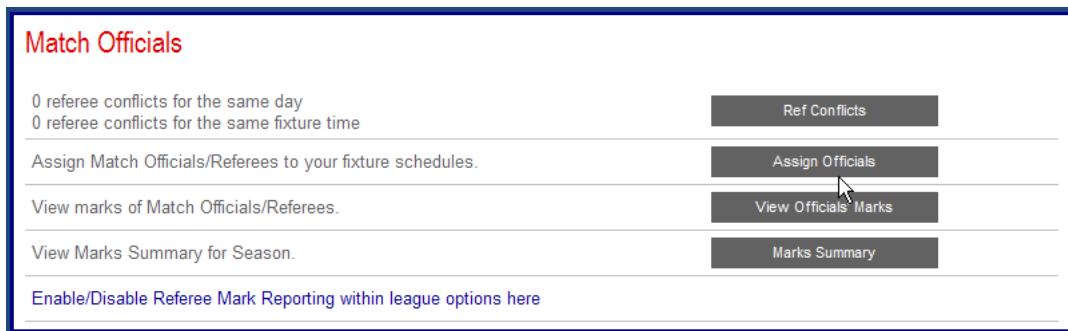 Match Officials
0 referee conflicts for the same day
0 referee conflicts for the same fixture time
Ref Conflicts
Assign Match Officials/Referees to your fixture schedules.
Assign Officials
View marks of Match Officials/Referees.
View Officials' Marks
View Marks Summary for Season.
Marks Summary
Enable/Disable Referee Mark Reporting within league options here